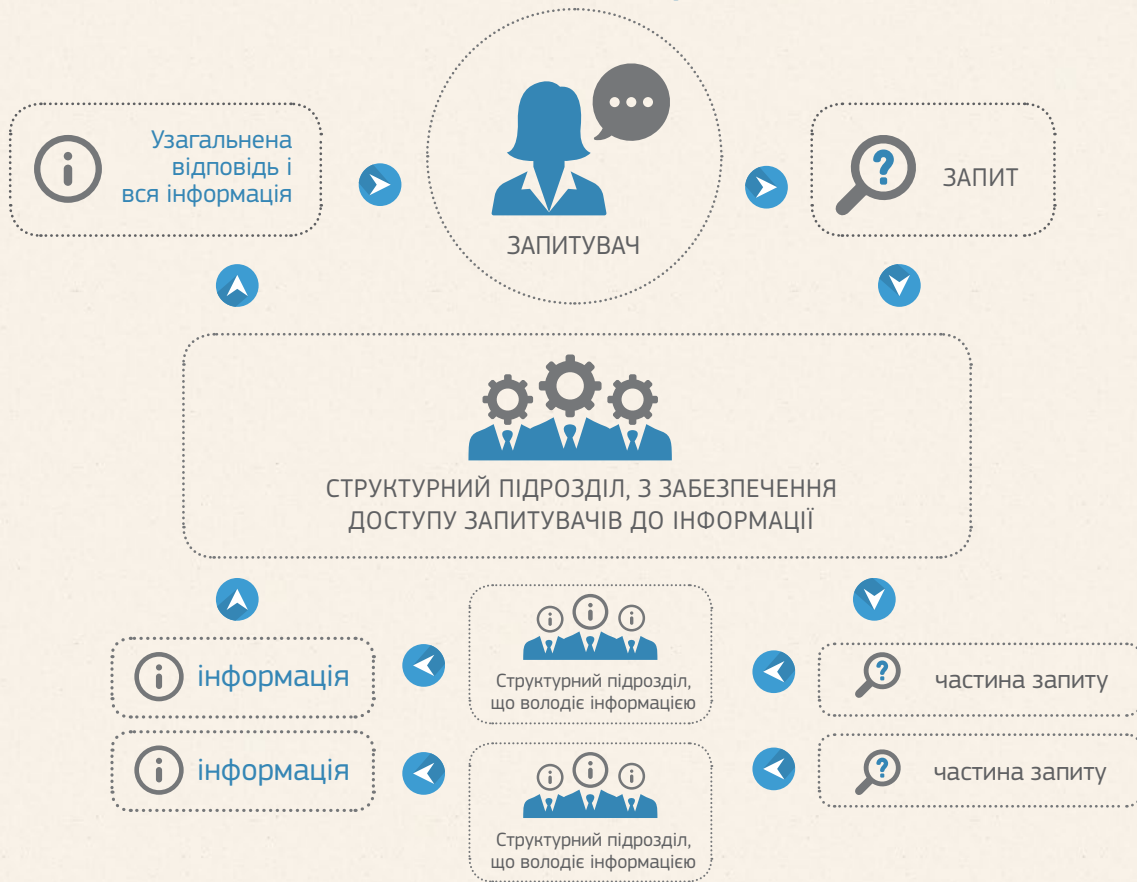 Узагальнена
відповідь і
вся інформація
ЗАПИТУВАЧ
ЗАПИТ
СТРУКТУРНИЙ ПІДРОЗДІЛ, З ЗАБЕЗПЕЧЕННЯ
ДОСТУПУ ЗАПИТУВАЧІВ ДО ІНФОРМАЦІЇ
інформація
Структурний підрозділ,
що володіє інформацією
частина запиту
інформація
Структурний підрозділ,
що володіє інформацією
частина запиту